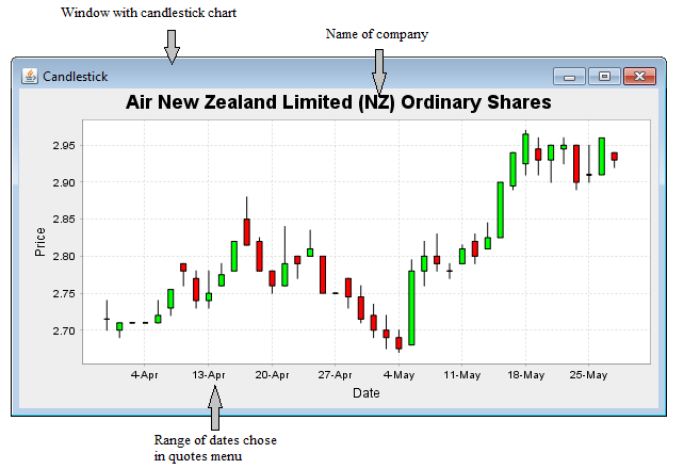 Window with candlestick chart
Name of company
Candlestick
Air New Zealand Limited (NZ) Ordinary Shares
2.95
2.90
2.85
2.80
2.75
2.70
Price
4-Apr 13-Apr 20-Apr 27-Apr 4-May 11-May 18-May 25-May
Date
Range of dates chose
in quotes menu